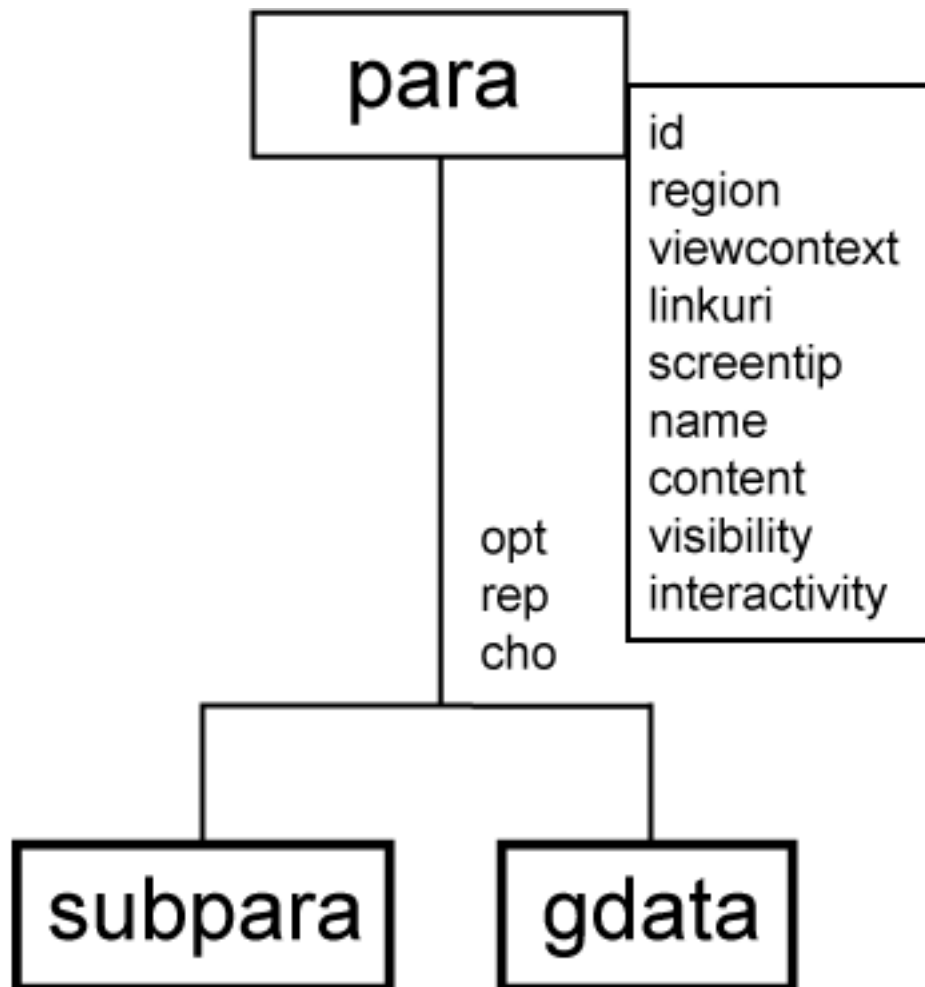 para
id
region
viewcontext
linkuri
screentip
name
content
visibility
interactivity
opt
rep
cho
subpara
gdata